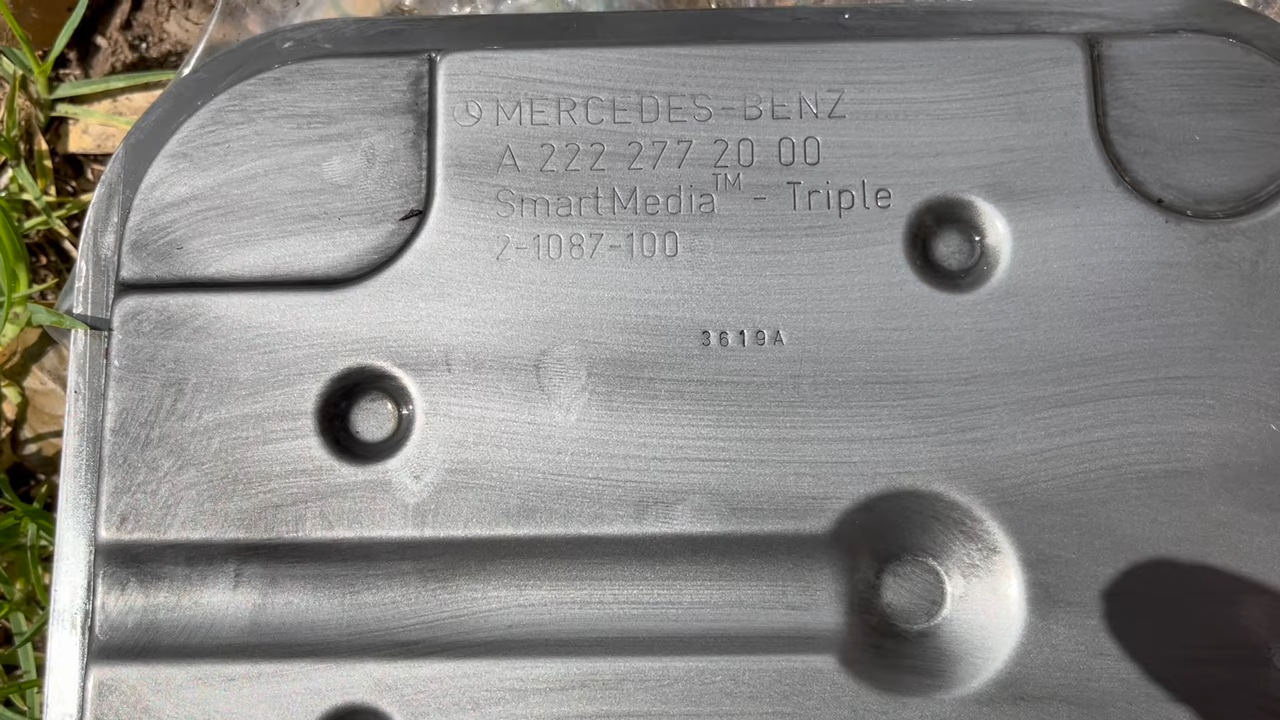 MERCEDES-BENZ
A 222 277 20 00
SmartMedia™ - Triple
2-1087-100
3619A